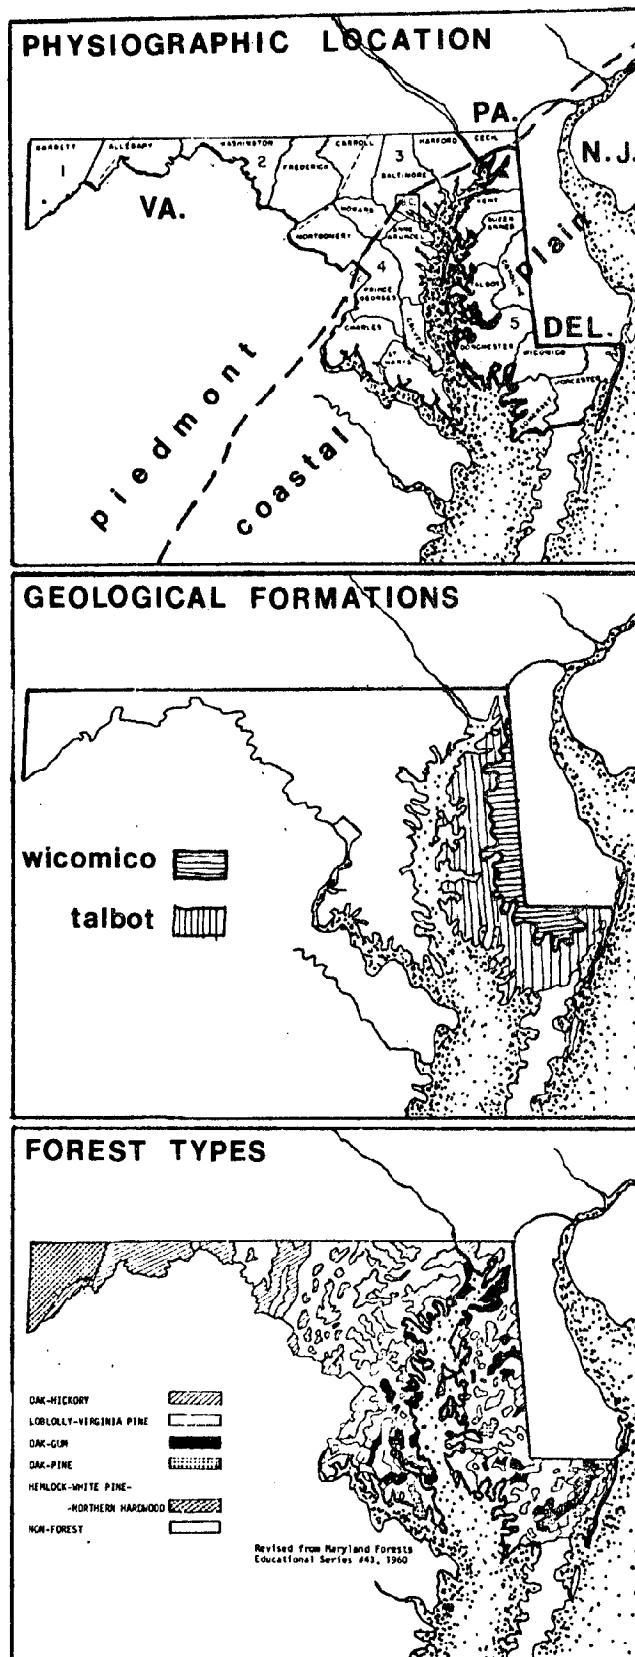 PHYSIOGRAPHIC LOCATION
PA.
N.J.
GARRETT
ALLEGANY
WASHINGTON
FREDERICK
CARROLL
BALTIMORE
HARFORD
CECIL
1
2
3
VA.
HOWARD
MONTGOMERY
B.C.
ANNE ARUNDEL
KENT
QUEEN ANNES
4
PRINCE GEORGES
TALBOT
plain
5
DEL.
CHARLES
DORCHESTER
WICOMICO
piedmont
coastal
GEOLOGICAL FORMATIONS
wicomico
talbot
FOREST TYPES
OAK-HICKORY
LOBLOLLY-VIRGINIA PINE
OAK-GUM
OAK-PINE
HEMLOCK-WHITE PINE-
-NORTHERN HARDWOOD
NON-FOREST
Revised from Maryland Forests
Educational Series #43, 1960